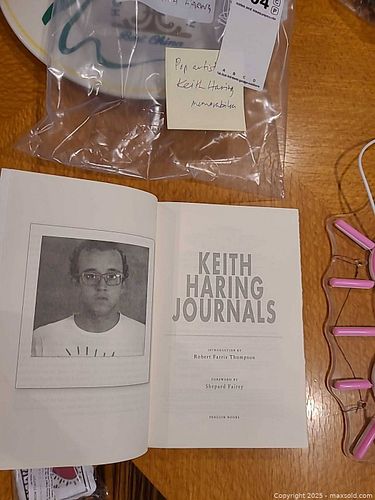 Pop artist
Keith Haring
memorabilia
A B C D
KEITH
HARING
JOURNALS
INTRODUCTION BY
Robert Farris Thompson
FOREWORD BY
Shepard Fairey
PENGUIN BOOKS
Copyright © 2025 - maxsold.com